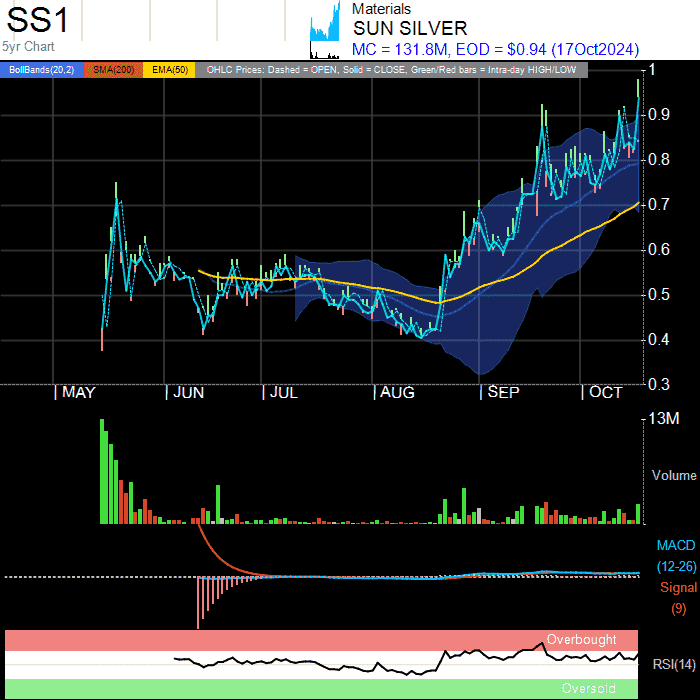 SS1
5yr Chart
Materials
SUN SILVER
MC = 131.8M, EOD = $0.94 (17Oct2024)
BollBands(20,2) SMA(200) EMA(50) OHLC Prices: Dashed = OPEN, Solid = CLOSE, Green/Red bars = Intra-day HIGH/LOW
1
0.9
0.8
0.7
0.6
0.5
0.4
0.3
MAY JUN JUL AUG SEP OCT
13M
Volume
MACD
(12-26)
Signal
(9)
Overbought
RSI(14)
Oversold